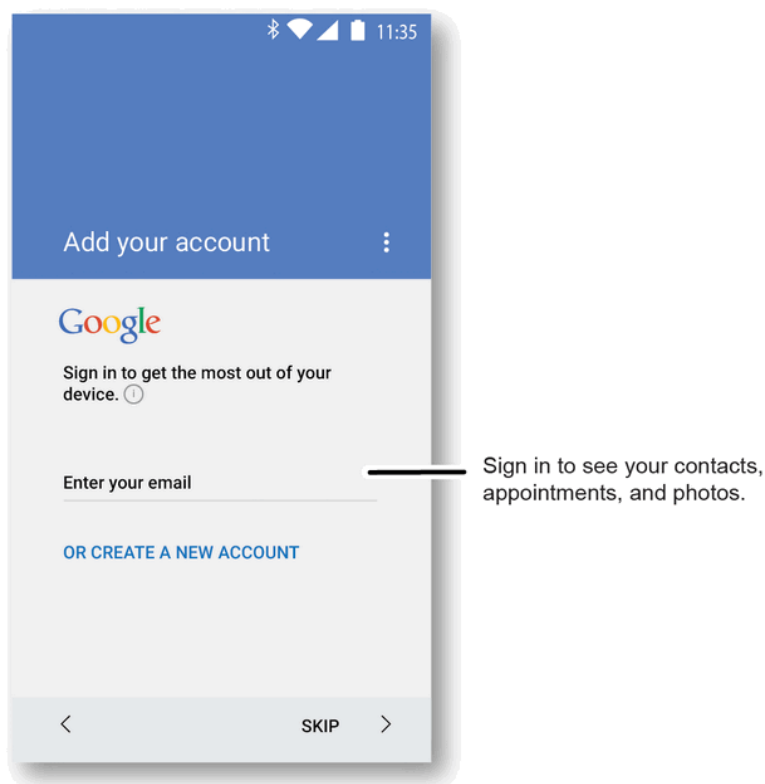 11:35
Add your account
Google
Sign in to get the most out of your
device.
Enter your email
Sign in to see your contacts,
appointments, and photos.
OR CREATE A NEW ACCOUNT
SKIP